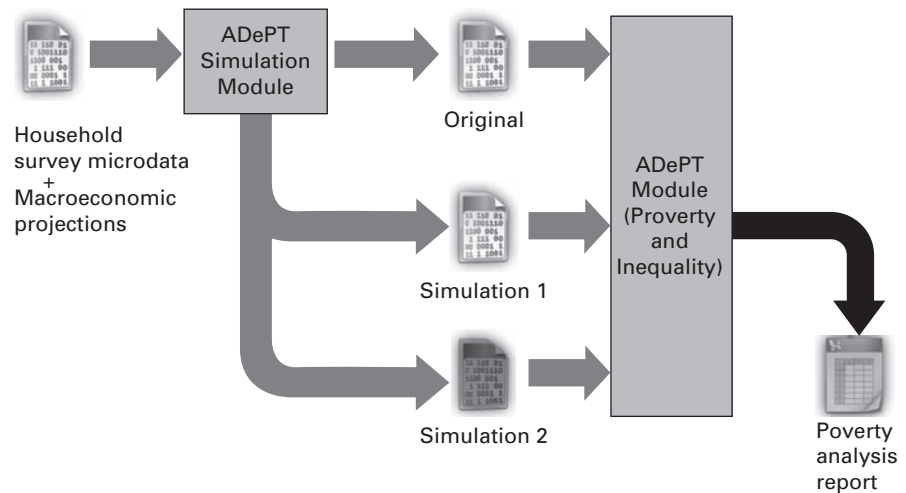 ADePT
Simulation
Module
Household
survey microdata
+
Macroeconomic
projections
Original
Simulation 1
Simulation 2
ADePT
Module
(Proverty
and
Inequality)
Poverty
analysis
report